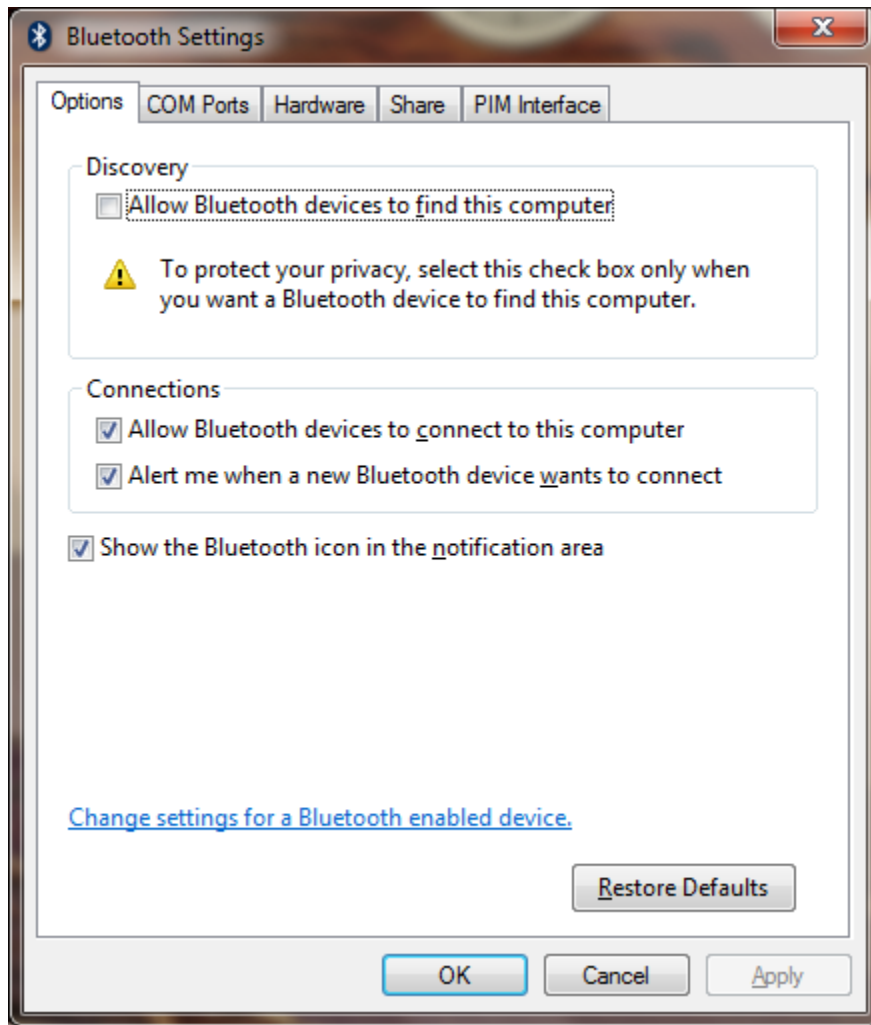 Bluetooth Settings
Options COM Ports Hardware Share PIM Interface
Discovery
Allow Bluetooth devices to find this computer
To protect your privacy, select this check box only when
you want a Bluetooth device to find this computer.
Connections
Allow Bluetooth devices to connect to this computer
Alert me when a new Bluetooth device wants to connect
Show the Bluetooth icon in the notification area
Change settings for a Bluetooth enabled device.
Restore Defaults
OK Cancel Apply